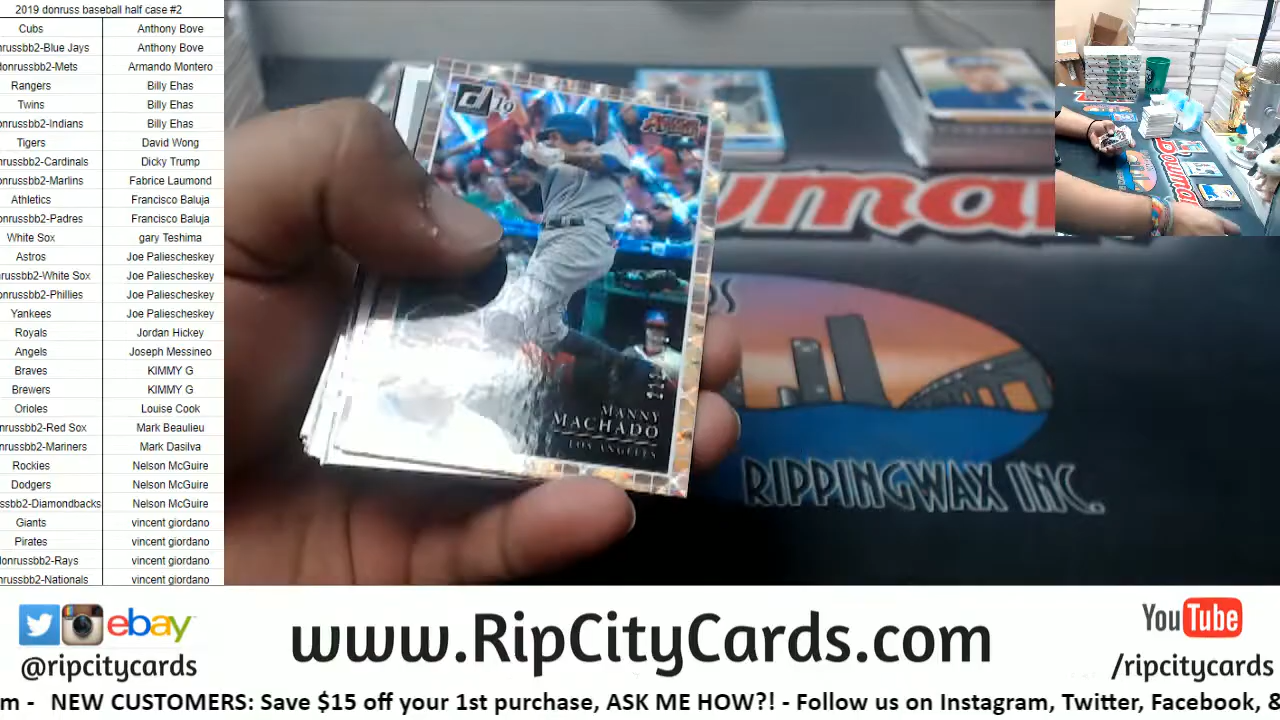 2019 donruss baseball half case #2
Cubs Anthony Bove
nrussbb2-Blue Jays Anthony Bove
onrussbb2-Mets Armando Montero
Rangers Billy Ehas
Twins Billy Ehas
onrussbb2-Indians Billy Ehas
Tigers David Wong
onrussbb2-Cardinals Dicky Trump
onrussbb2-Marlins Fabrice Laumond
Athletics Francisco Baluja
onrussbb2-Padres Francisco Baluja
White Sox gary Teshima
Astros Joe Paliescheskey
russbb2-White Sox Joe Paliescheskey
onrussbb2-Phillies Joe Paliescheskey
Yankees Joe Paliescheskey
Royals Jordan Hickey
Angels Joseph Messineo
Braves KIMMY G
Brewers KIMMY G
Orioles Louise Cook
nrussbb2-Red Sox Mark Beaulieu
nrussbb2-Mariners Mark Dasilva
Rockies Nelson McGuire
Dodgers Nelson McGuire
ssbb2-Diamondbacks Nelson McGuire
Giants vincent giordano
Pirates vincent giordano
onrussbb2-Rays vincent giordano
nrussbb2-Nationals vincent giordano
d 19
MANNY
MACHADO
LOS ANGELES
RIPPINGWAX INC.
ebay
@ripcitycards
www.RipCityCards.com
YouTube
/ripcitycards
m - NEW CUSTOMERS: Save $15 off your 1st purchase, ASK ME HOW?! - Follow us on Instagram, Twitter, Facebook, &